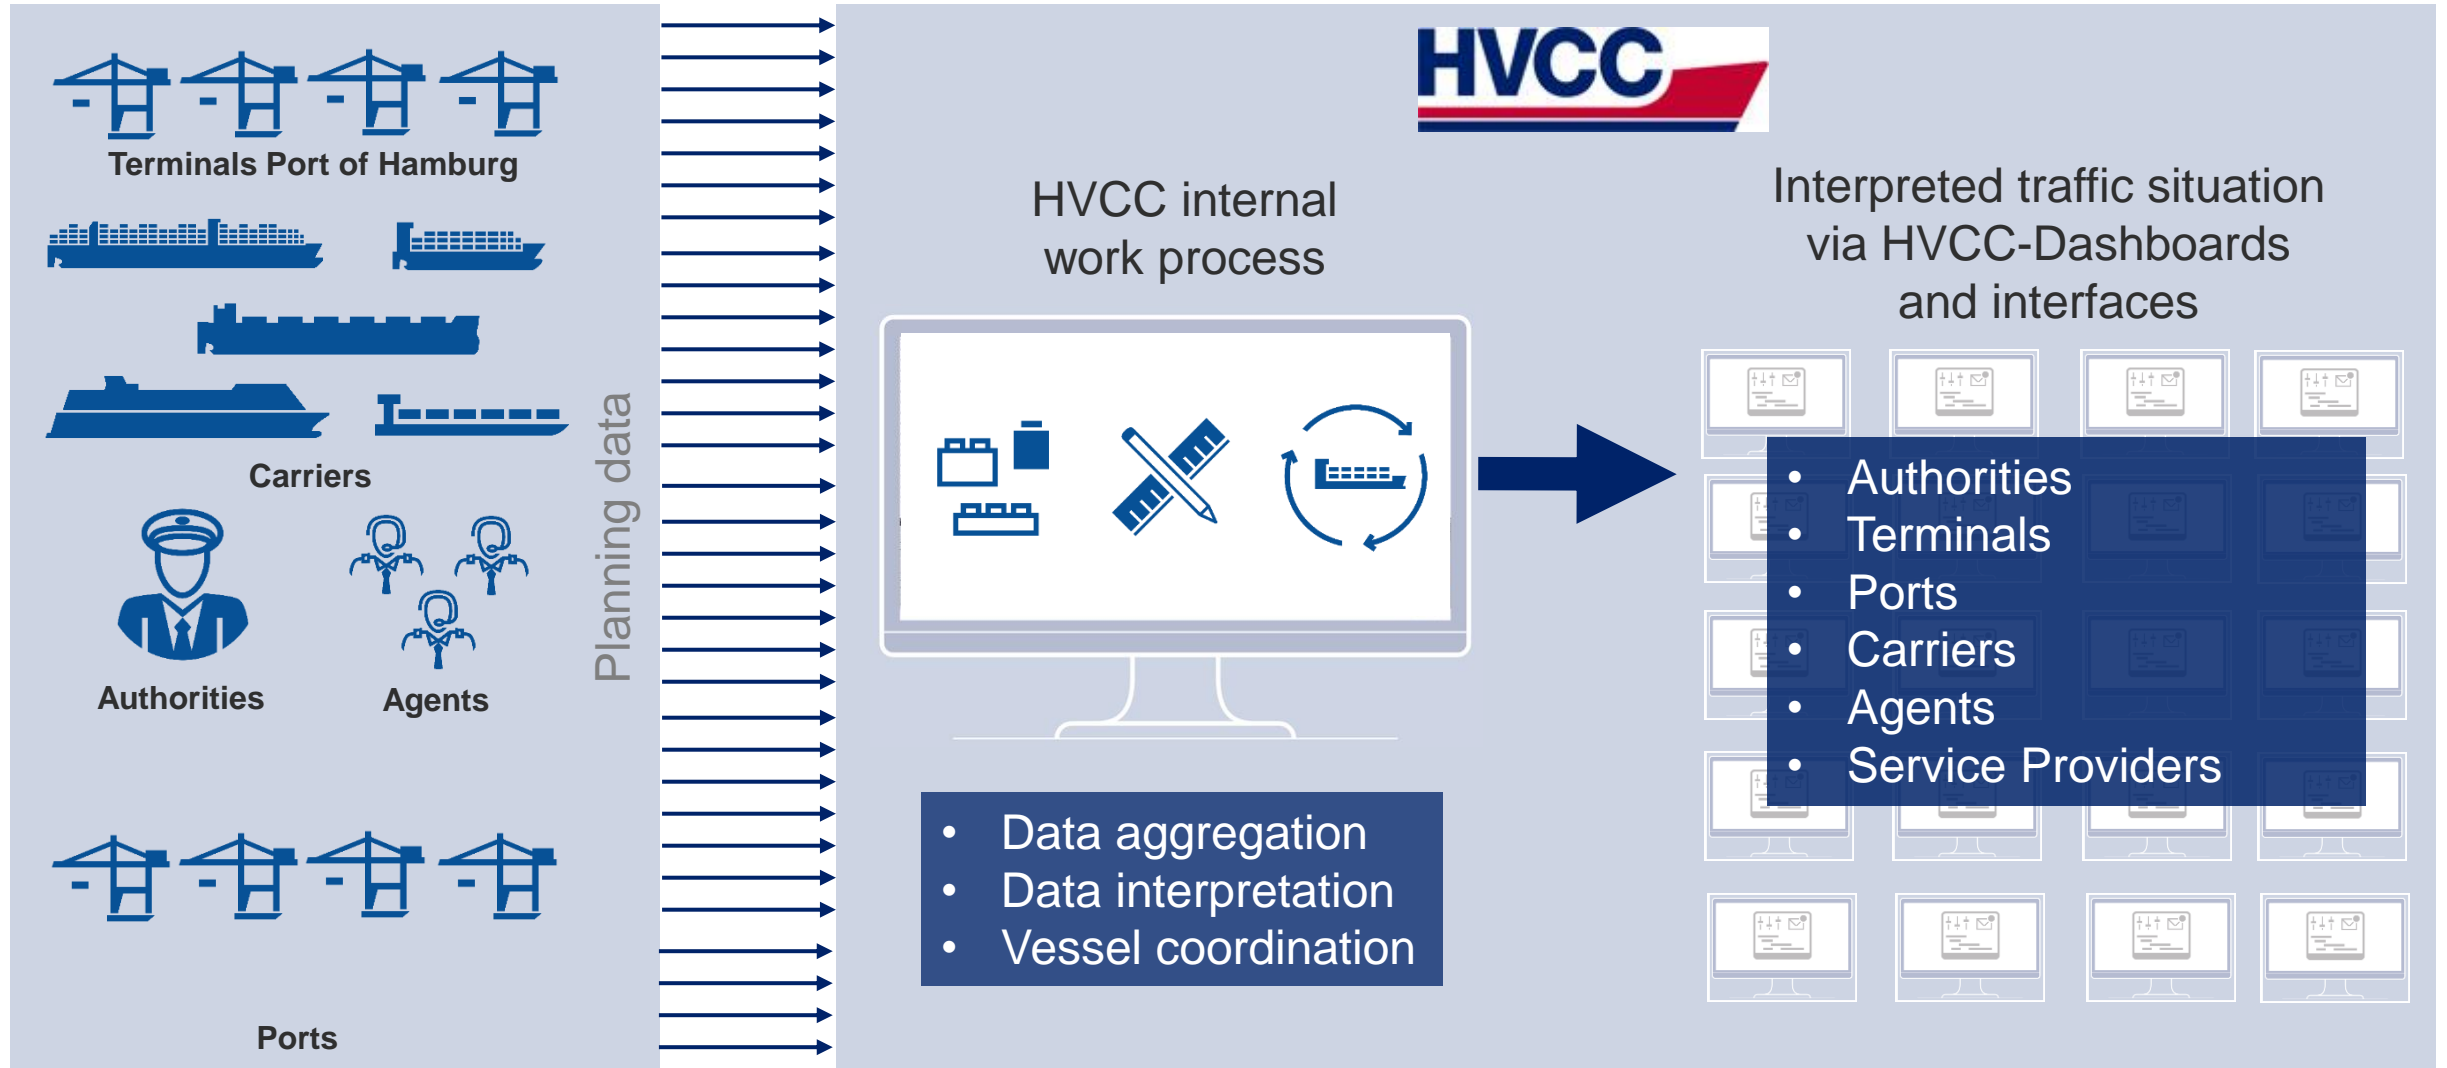 Terminals Port of Hamburg
Carriers
Authorities
Agents
Ports
Planning data
HVCC
HVCC internal
work process
• Data aggregation
• Data interpretation
• Vessel coordination
Interpreted traffic situation
via HVCC-Dashboards
and interfaces
• Authorities
• Terminals
• Ports
• Carriers
• Agents
• Service Providers